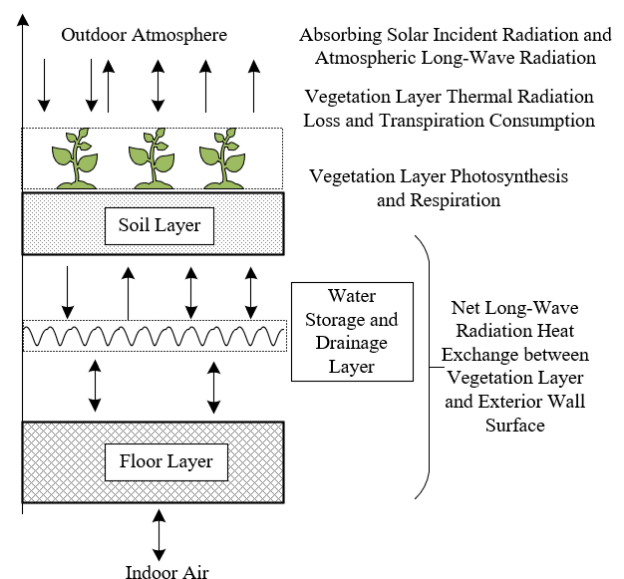 Outdoor Atmosphere
Absorbing Solar Incident Radiation and
Atmospheric Long-Wave Radiation
Vegetation Layer Thermal Radiation
Loss and Transpiration Consumption
Vegetation Layer Photosynthesis
and Respiration
Soil Layer
Water
Storage and
Drainage
Layer
Net Long-Wave
Radiation Heat
Exchange between
Vegetation Layer
and Exterior Wall
Surface
Floor Layer
Indoor Air